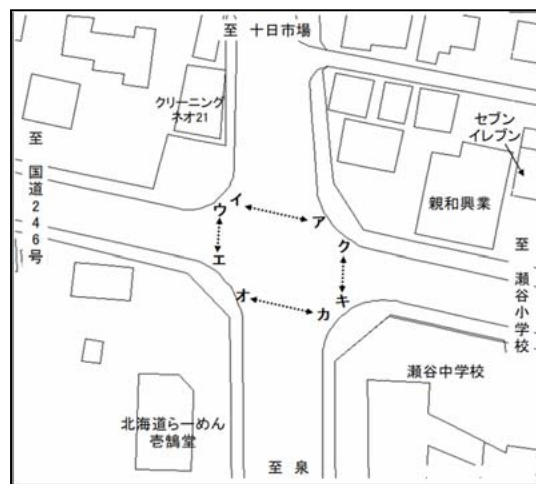 至 十日市場
クリーニング
ネオ21
セブン
イレブン
至 国道246号
親和興業
至 瀬谷小学校
イ
ウ
ア
ク
エ
オ
カ
キ
瀬谷中学校
北海道らーめん
壱鵠堂
至 泉